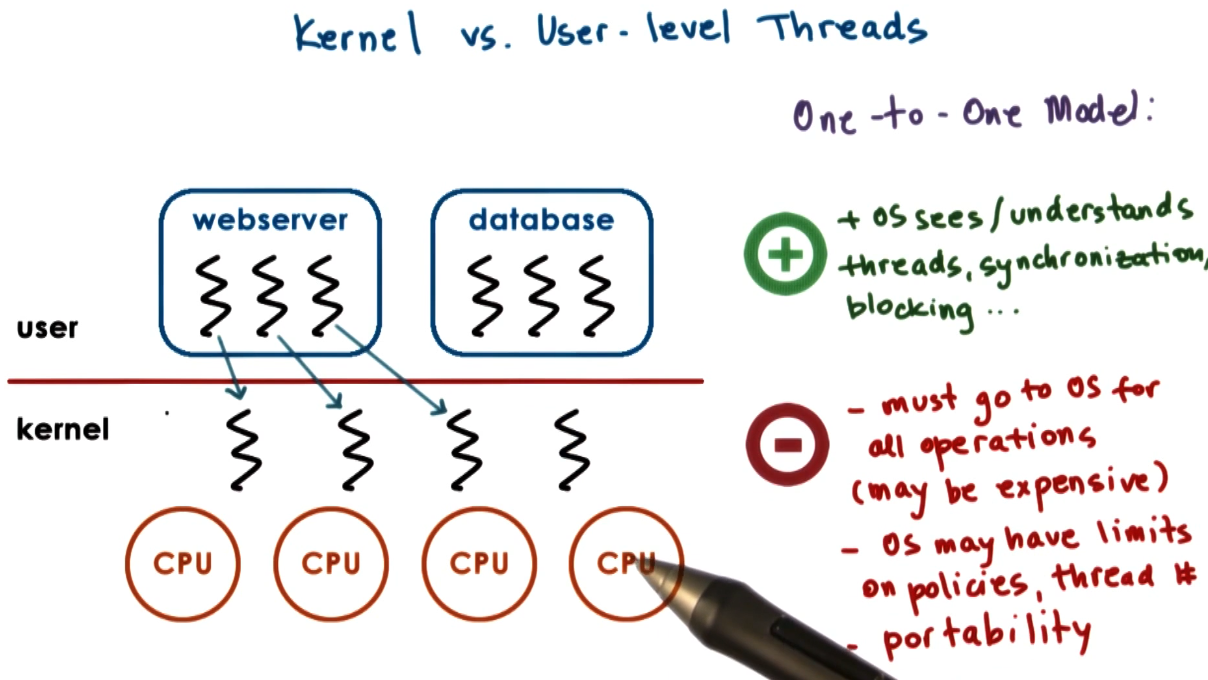 Kernel vs. User-level Threads
One-to-One Model:
webserver
database
+ OS sees/understands
threads, synchronization,
blocking ...
user
kernel
- must go to OS for
all operations
(may be expensive)
- OS may have limits
on policies, thread #
- portability
CPU CPU CPU CPU